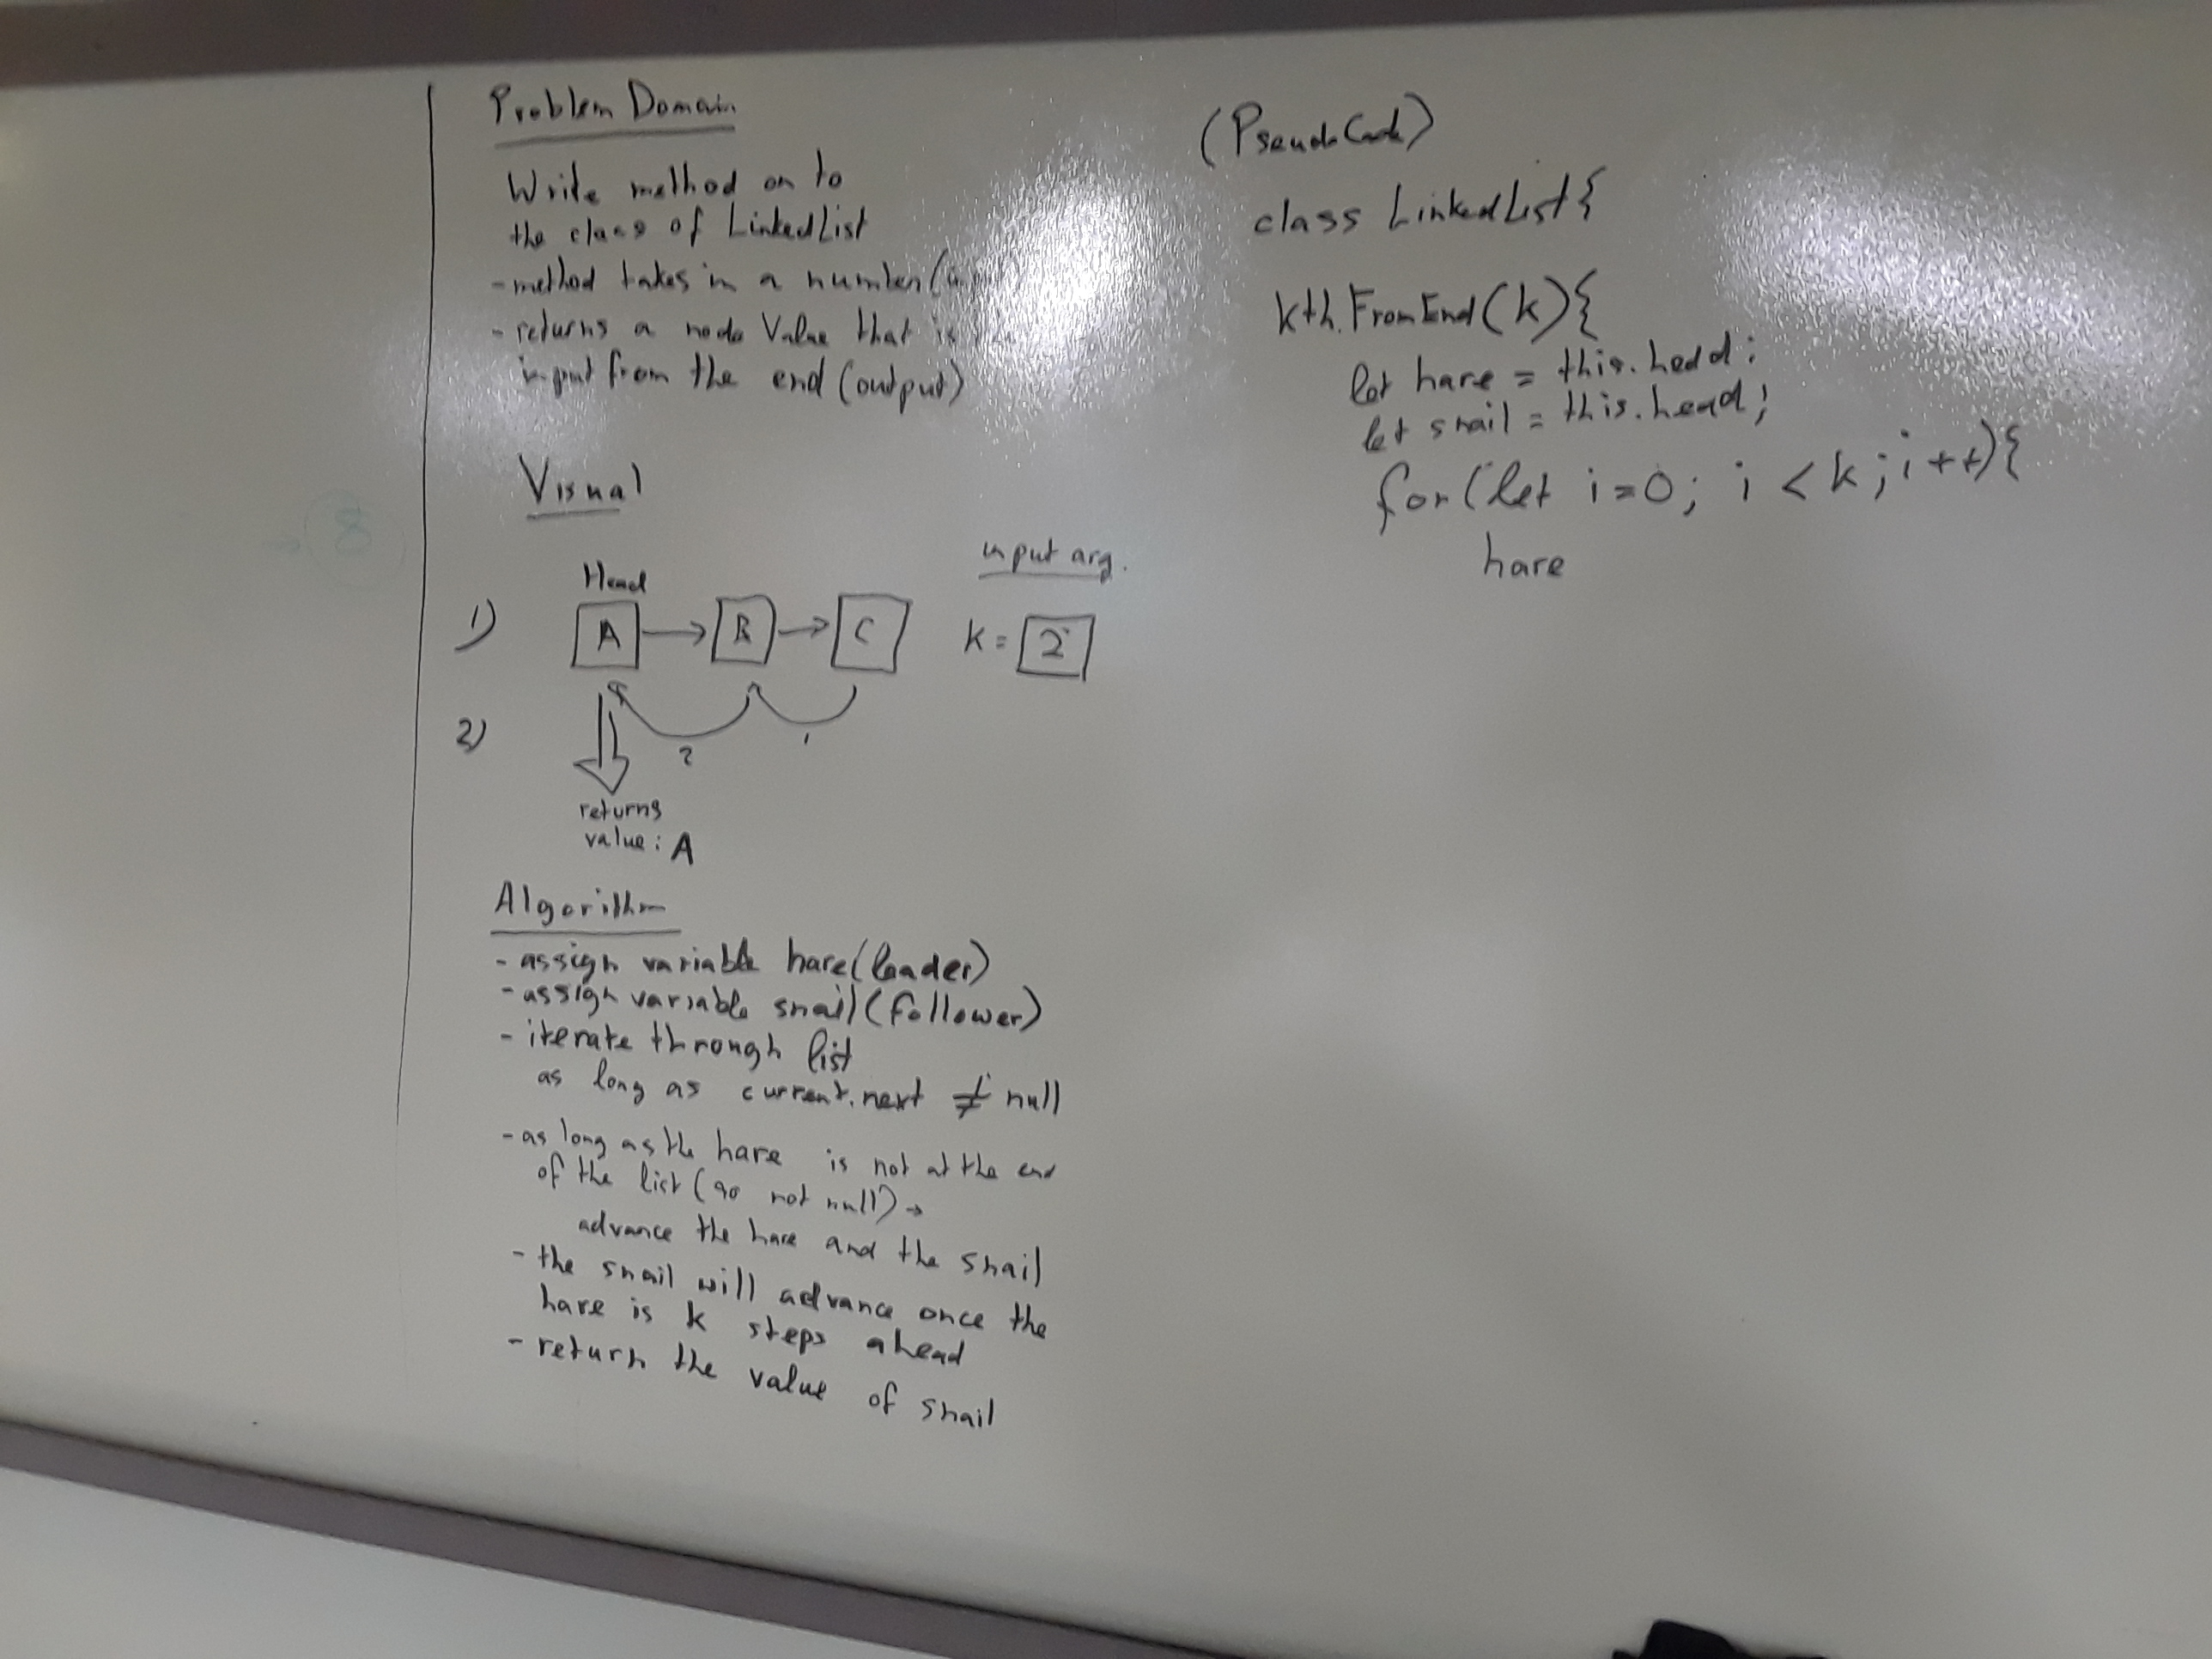 Problem Domain
Write method on to
the class of LinkedList
- method takes in a number (
- returns a node Value that is
input from the end (output)
Visual
Head
input arg.
1)
A → B → C
K = 2
2)
2 1
returns
value: A
Algorithm
- assign variable hare (leader)
- assign variable snail (follower)
- iterate through list
as long as current.next ≠ null
- as long as the hare is not at the end
of the list (so not null) →
advance the hare and the snail
- the snail will advance once the
hare is k steps ahead
- return the value of snail
(PseudoCode)
class LinkedList{
kth.FromEnd(k){
let hare = this.head;
let snail = this.head;
for(let i=0; i < k; i++){
hare
8